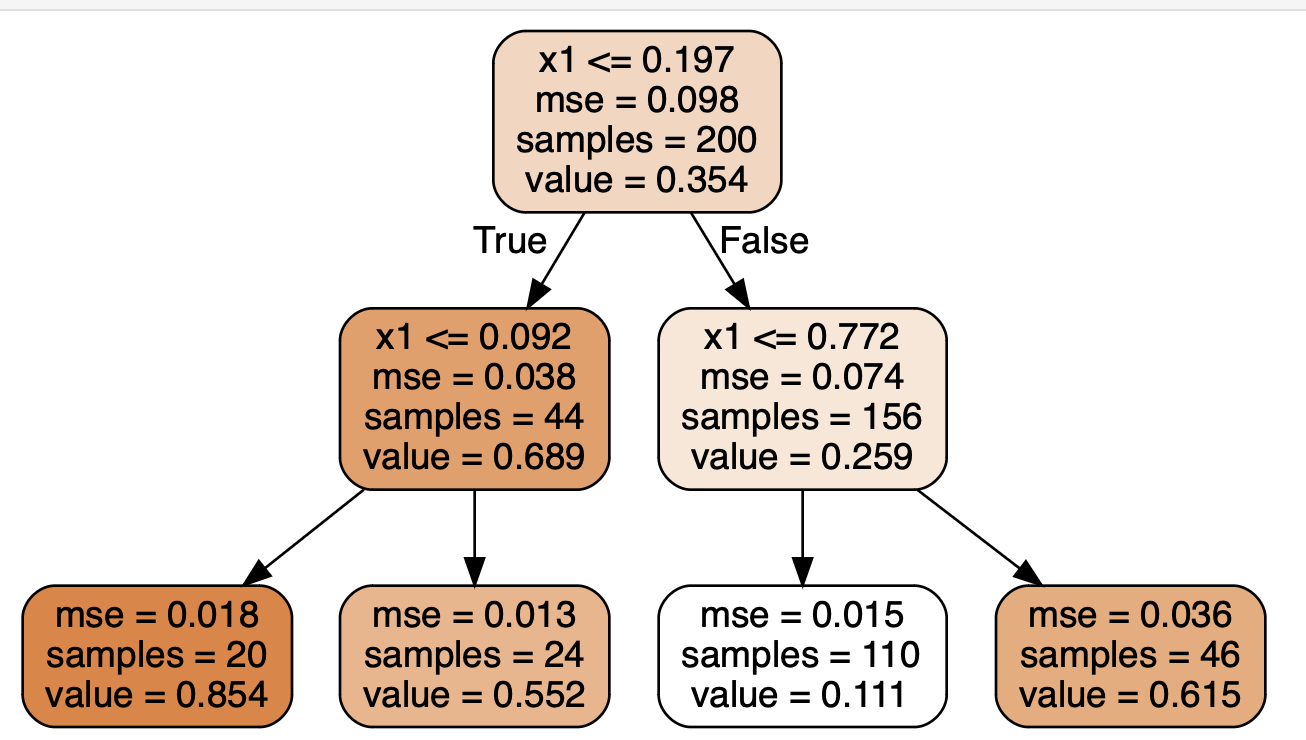 x1 <= 0.197
mse = 0.098
samples = 200
value = 0.354
True
False
x1 <= 0.092
mse = 0.038
samples = 44
value = 0.689
x1 <= 0.772
mse = 0.074
samples = 156
value = 0.259
mse = 0.018
samples = 20
value = 0.854
mse = 0.013
samples = 24
value = 0.552
mse = 0.015
samples = 110
value = 0.111
mse = 0.036
samples = 46
value = 0.615